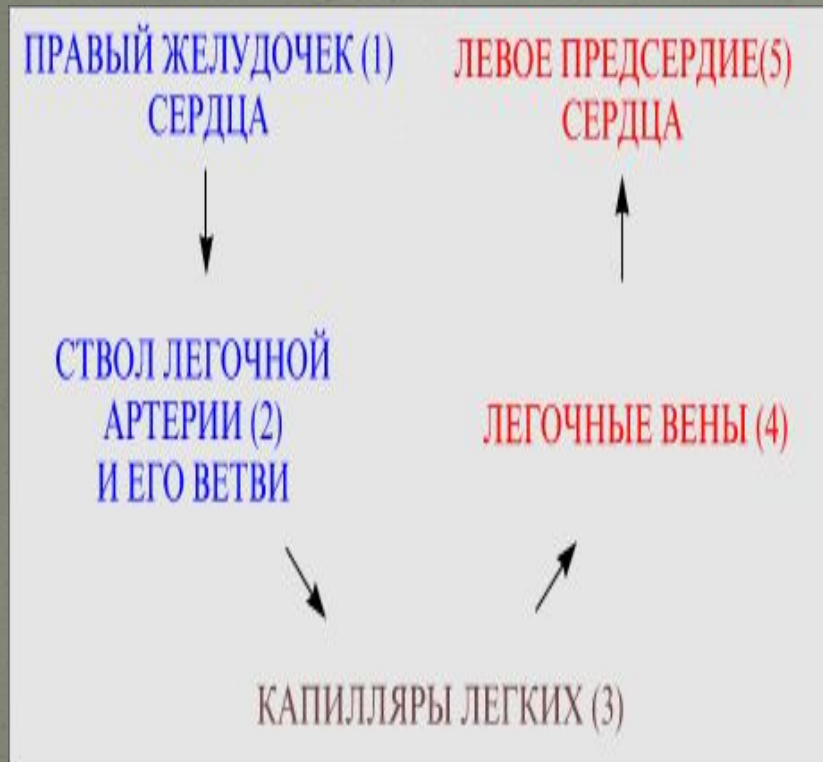 ПРАВЫЙ ЖЕЛУДОЧЕК (1)
СЕРДЦА
СТВОЛ ЛЕГОЧНОЙ
АРТЕРИИ (2)
И ЕГО ВЕТВИ
КАПИЛЛЯРЫ ЛЕГКИХ (3)
ЛЕГОЧНЫЕ ВЕНЫ (4)
ЛЕВОЕ ПРЕДСЕРДИЕ(5)
СЕРДЦА